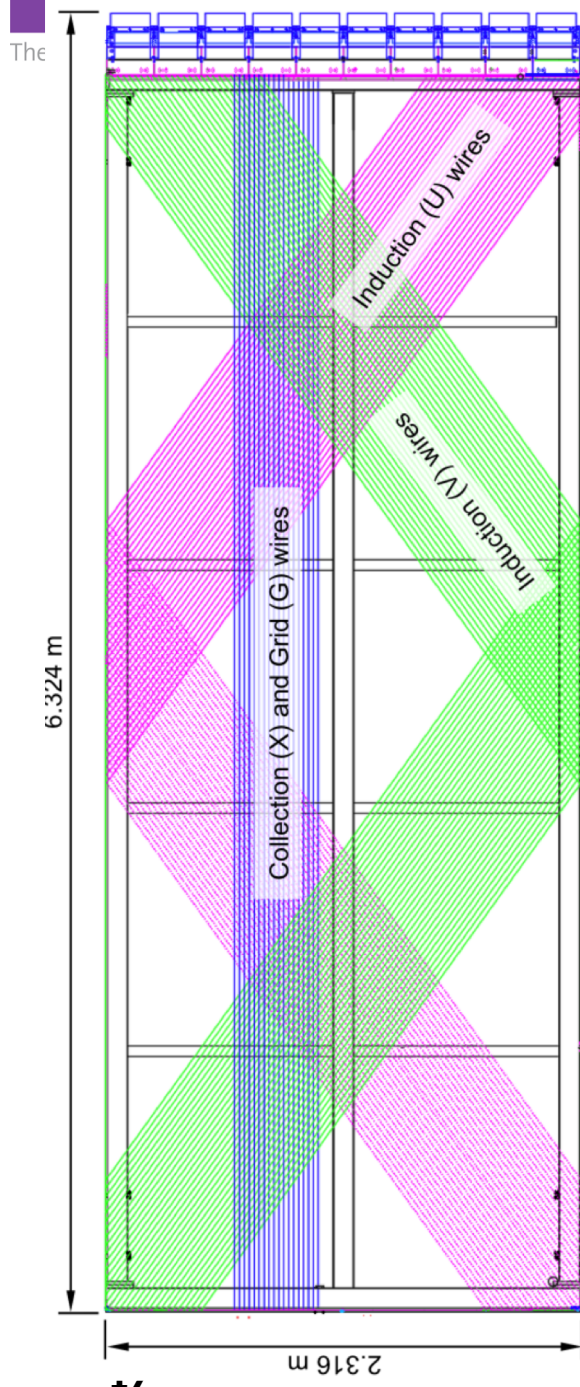 The
Induction (U) wires
Induction (V) wires
Collection (X) and Grid (G) wires
6.324 m
2.316 m